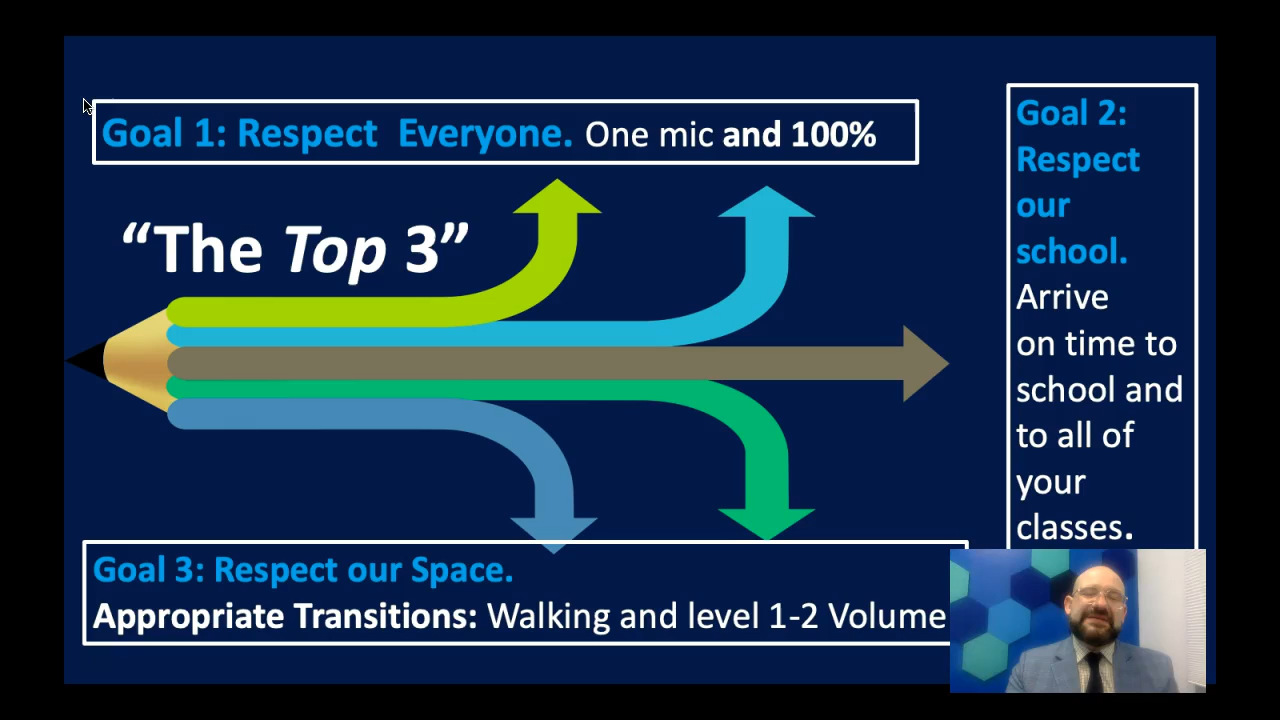 Goal 1: Respect Everyone. One mic and 100%
“The Top 3”
Goal 2:
Respect
our
school.
Arrive
on time to
school and
to all of
your
classes.
Goal 3: Respect our Space.
Appropriate Transitions: Walking and level 1-2 Volume